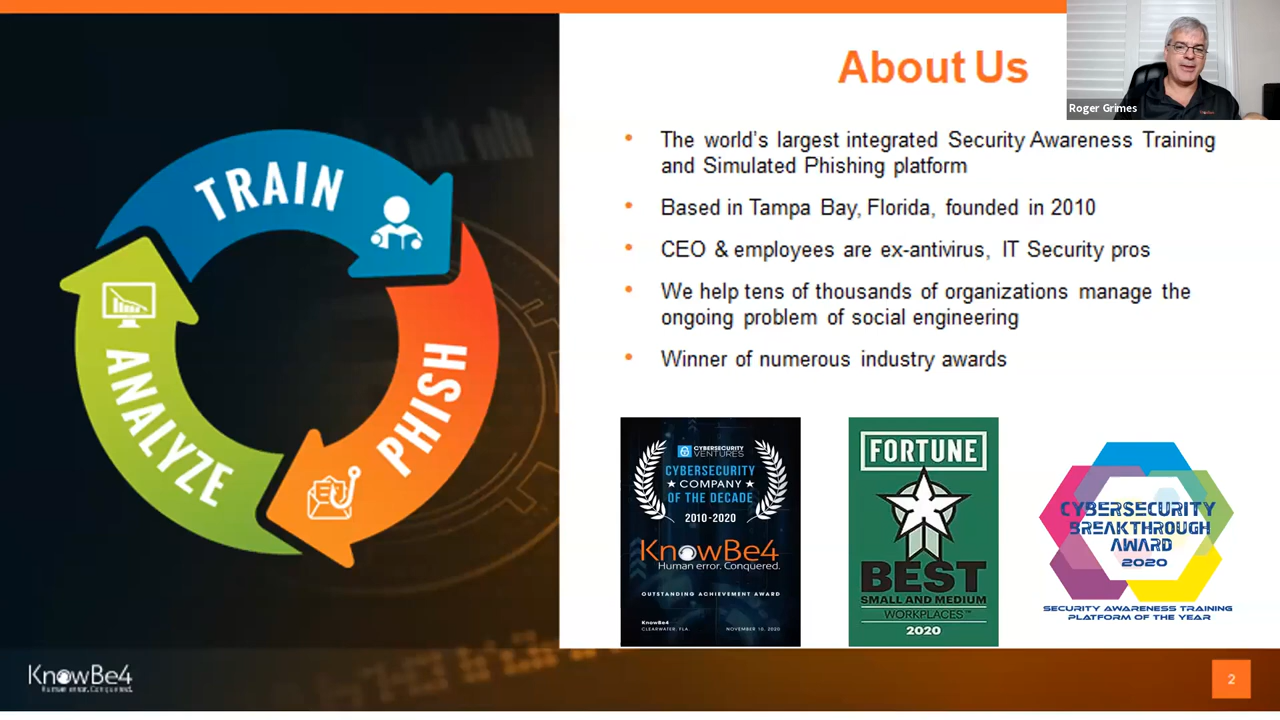 About Us
Roger Grimes
• The world's largest integrated Security Awareness Training
and Simulated Phishing platform
• Based in Tampa Bay, Florida, founded in 2010
• CEO & employees are ex-antivirus, IT Security pros
• We help tens of thousands of organizations manage the
ongoing problem of social engineering
• Winner of numerous industry awards
TRAIN
PHISH
ANALYZE
CYBERSECURITY
VENTURES
CYBERSECURITY
★ COMPANY ★
OF THE DECADE
2010-2020
KnowBe4
Human error. Conquered.
OUTSTANDING ACHIEVEMENT AWARD
KnowBe4
CLEARWATER, FLA.
NOVEMBER 10, 2020
FORTUNE
BEST
SMALL AND MEDIUM
WORKPLACES™
2020
CYBERSECURITY
BREAKTHROUGH
AWARD
2020
SECURITY AWARENESS TRAINING
PLATFORM OF THE YEAR
KnowBe4
Human error. Conquered.
2